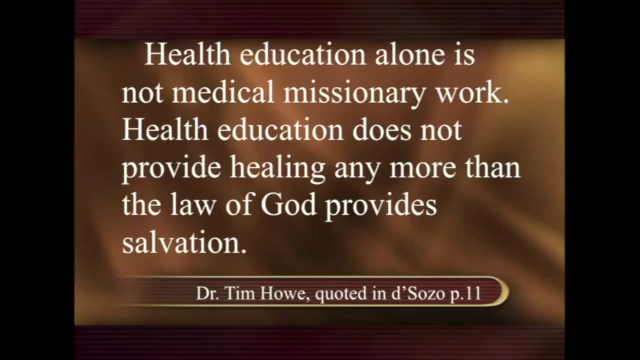 Health education alone is
not medical missionary work.
Health education does not
provide healing any more than
the law of God provides
salvation.
Dr. Tim Howe, quoted in d'Sozo p.11